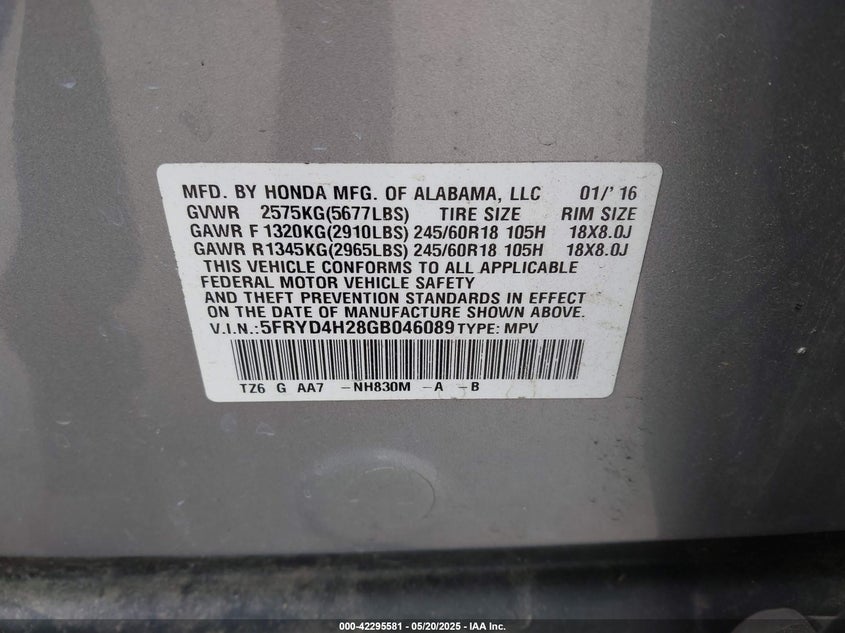 MFD. BY HONDA MFG. OF ALABAMA, LLC 01/'16
GVWR 2575KG(5677LBS) TIRE SIZE RIM SIZE
GAWR F 1320KG(2910LBS) 245/60R18 105H 18X8.0J
GAWR R1345KG(2965LBS) 245/60R18 105H 18X8.0J
THIS VEHICLE CONFORMS TO ALL APPLICABLE
FEDERAL MOTOR VEHICLE SAFETY
AND THEFT PREVENTION STANDARDS IN EFFECT
ON THE DATE OF MANUFACTURE SHOWN ABOVE.
V.I.N.:5FRYD4H28GB046089 TYPE: MPV
TZ6 G AA7 -NH830M -A -B
000-42295581 - 05/20/2025 - IAA Inc.